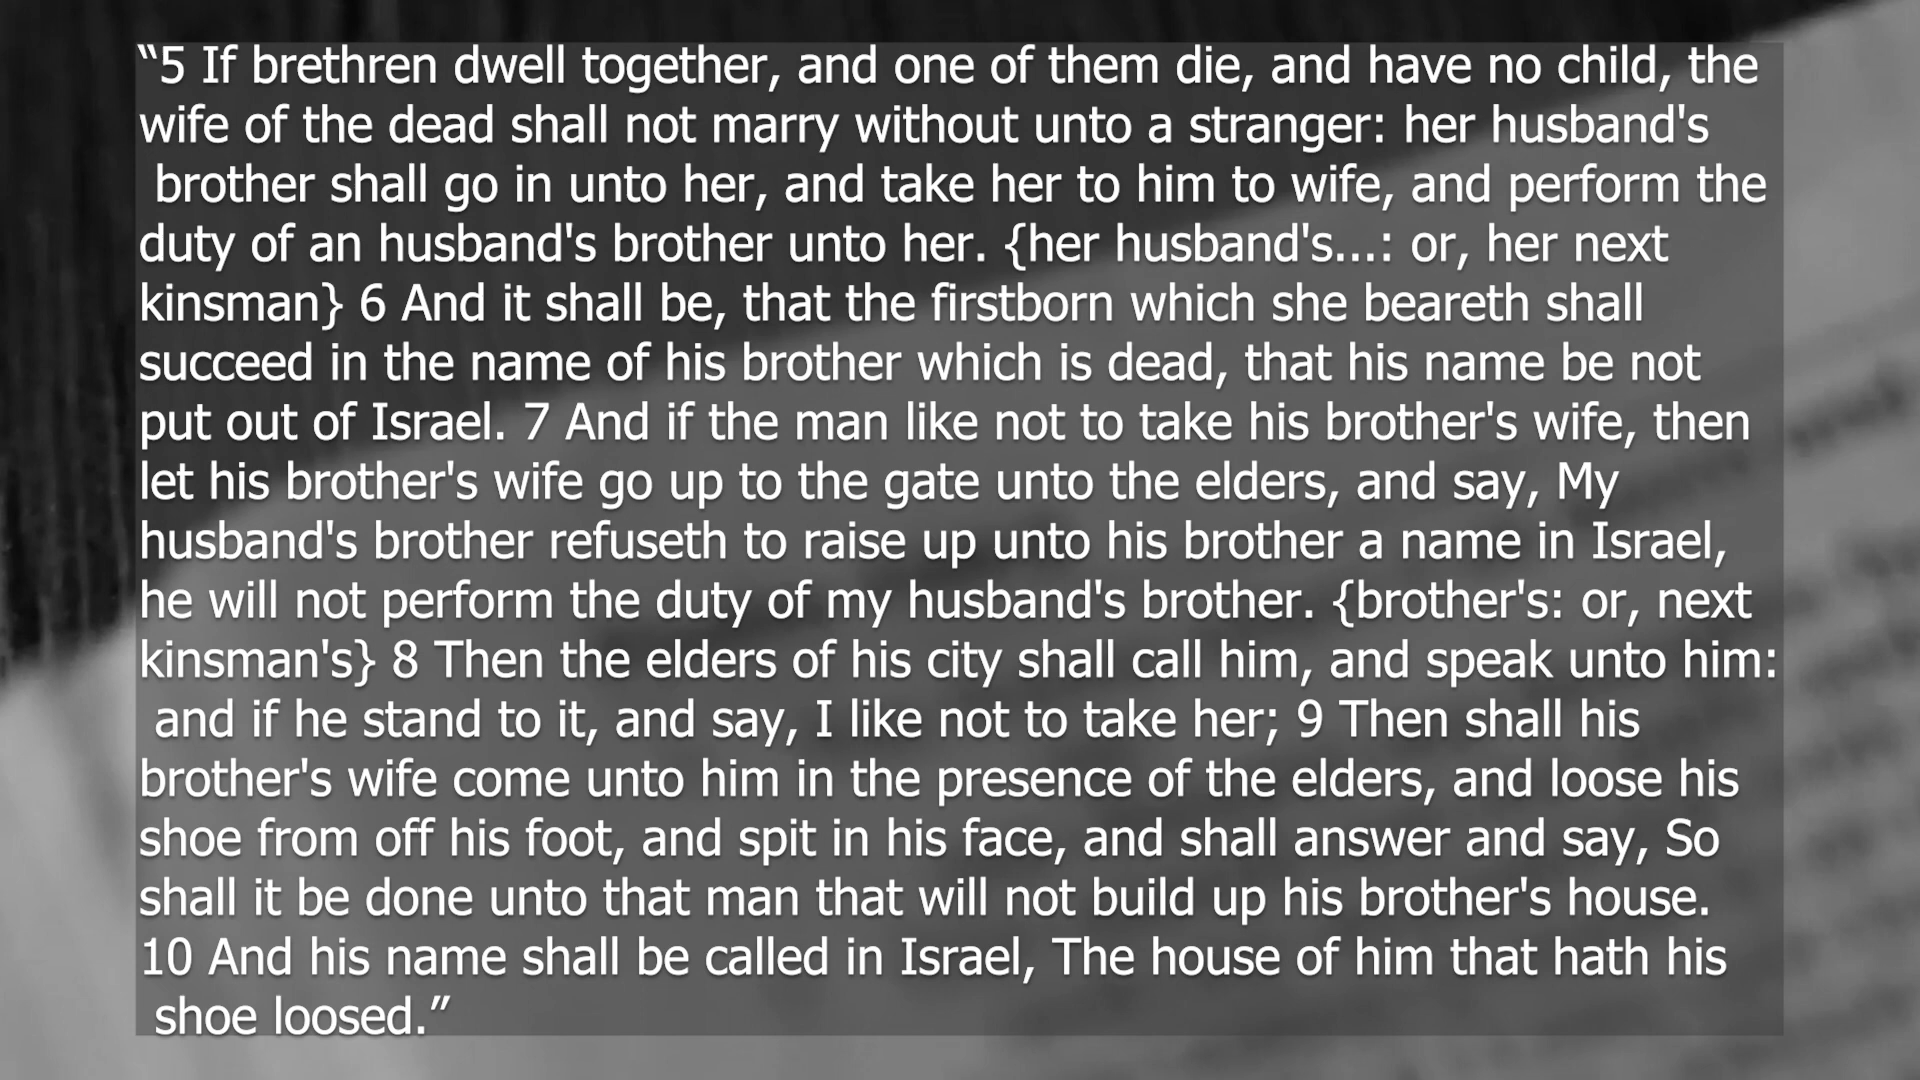 “5 If brethren dwell together, and one of them die, and have no child, the
wife of the dead shall not marry without unto a stranger: her husband's
brother shall go in unto her, and take her to him to wife, and perform the
duty of an husband's brother unto her. {her husband's...: or, her next
kinsman} 6 And it shall be, that the firstborn which she beareth shall
succeed in the name of his brother which is dead, that his name be not
put out of Israel. 7 And if the man like not to take his brother's wife, then
let his brother's wife go up to the gate unto the elders, and say, My
husband's brother refuseth to raise up unto his brother a name in Israel,
he will not perform the duty of my husband's brother. {brother's: or, next
kinsman's} 8 Then the elders of his city shall call him, and speak unto him:
and if he stand to it, and say, I like not to take her; 9 Then shall his
brother's wife come unto him in the presence of the elders, and loose his
shoe from off his foot, and spit in his face, and shall answer and say, So
shall it be done unto that man that will not build up his brother's house.
10 And his name shall be called in Israel, The house of him that hath his
shoe loosed.”